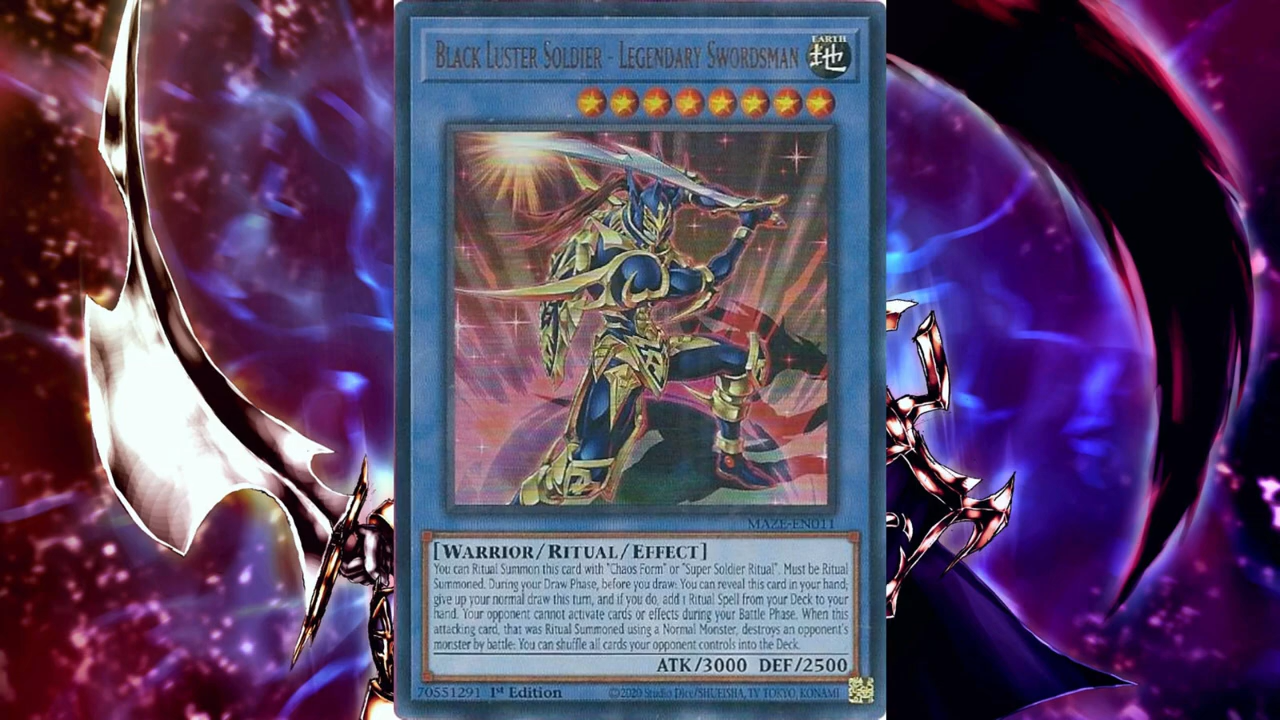 BLACK LUSTER SOLDIER - LEGENDARY SWORDSMAN
EARTH
地
MAZE-EN011
[WARRIOR/RITUAL/EFFECT]
You can Ritual Summon this card with "Chaos Form" or "Super Soldier Ritual". Must be Ritual
Summoned. During your Draw Phase, before you draw: You can reveal this card in your hand;
give up your normal draw this turn, and if you do, add 1 Ritual Spell from your Deck to your
hand. Your opponent cannot activate cards or effects during your Battle Phase. When this
attacking card, that was Ritual Summoned using a Normal Monster, destroys an opponent's
monster by battle: You can shuffle all cards your opponent controls into the Deck.
ATK/3000 DEF/2500
70551291 1st Edition ©2020 Studio Dice/SHUEISHA, TV TOKYO, KONAMI